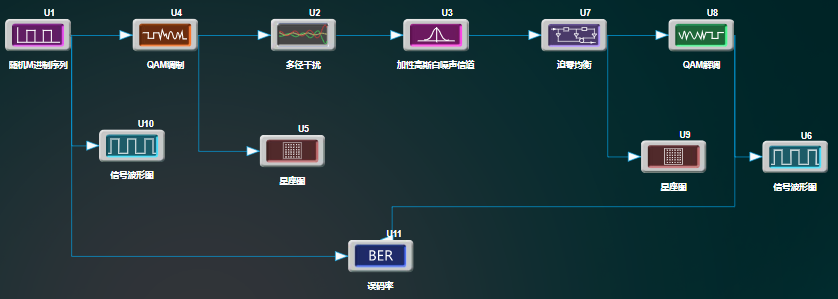 U1
U4
U2
U3
U7
U8
随机M进制序列
QAM调制
多径干扰
加性高斯白噪声信道
迫零均衡
QAM解调
U10
U5
U9
U6
信号波形图
星座图
星座图
信号波形图
U11
BER
误码率